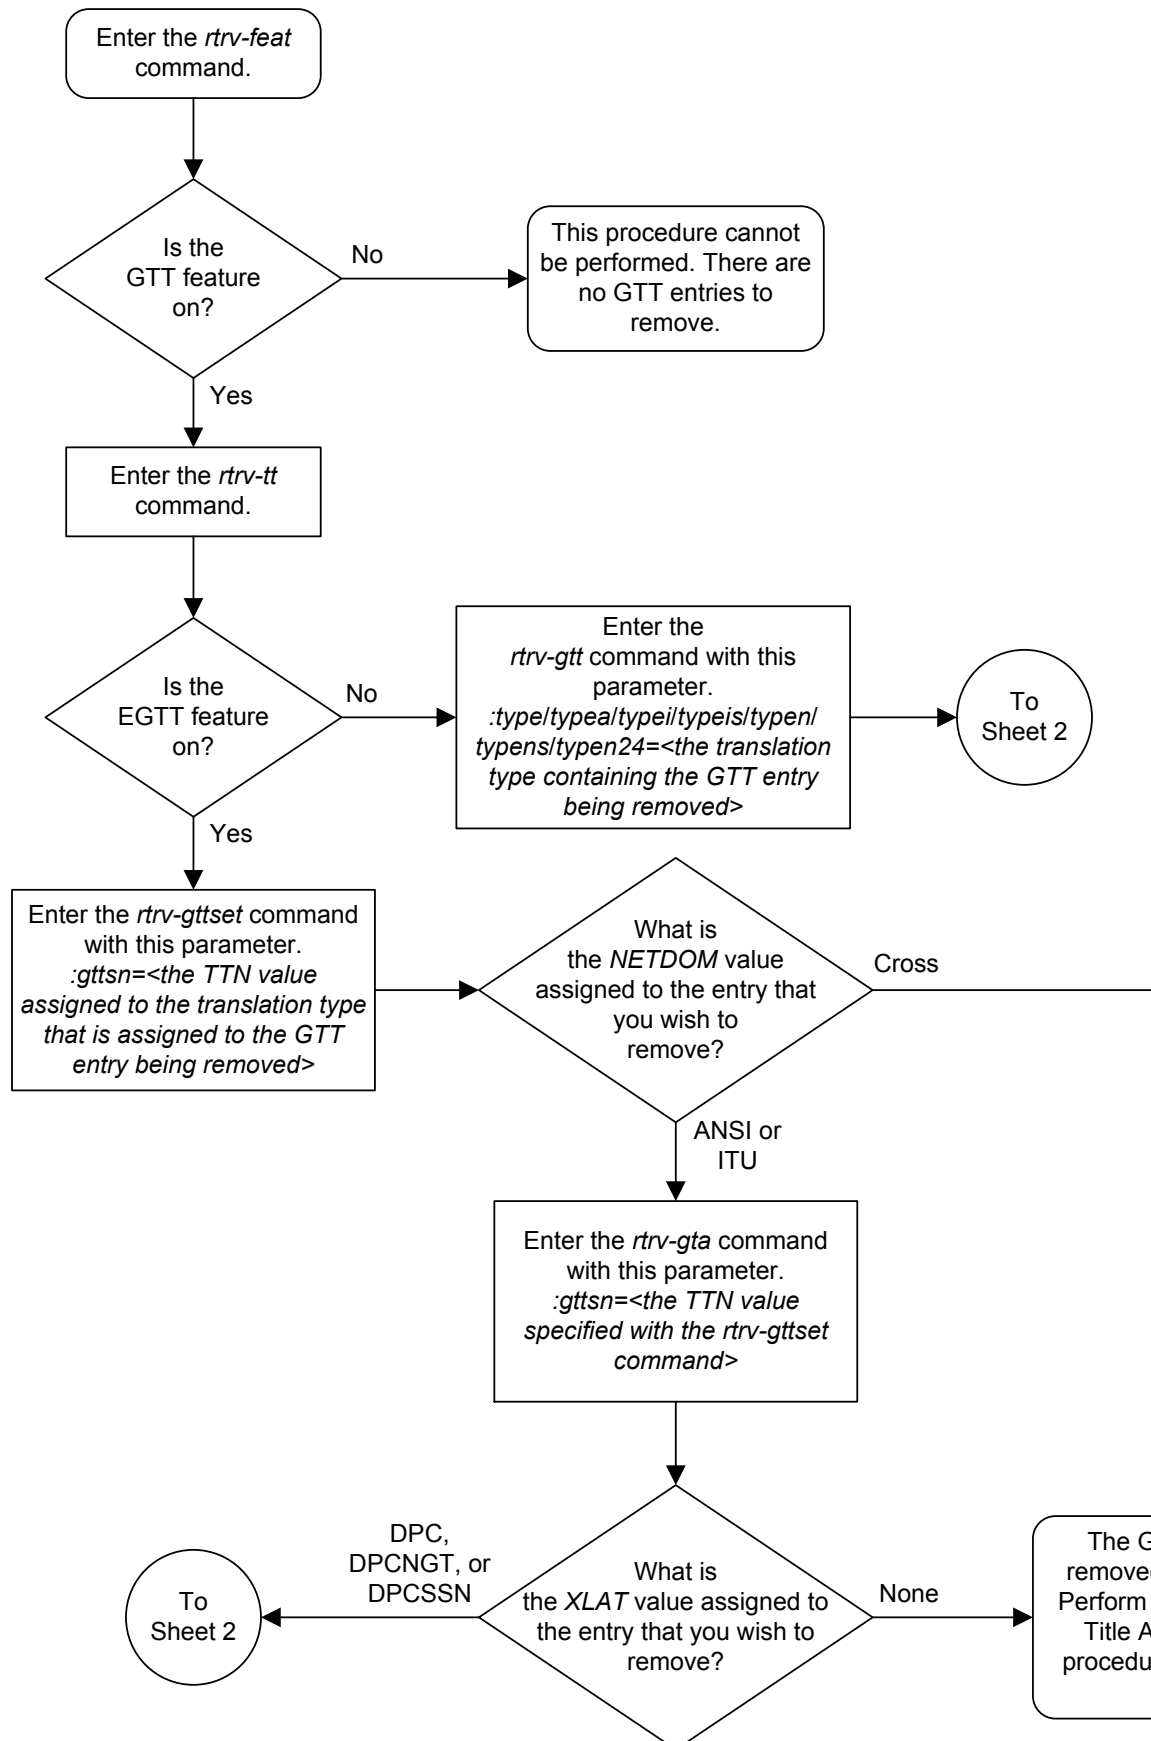 Enter the rtrv-feat
command.
Is the
GTT feature
on?
No
This procedure cannot
be performed. There are
no GTT entries to
remove.
Yes
Enter the rtrv-tt
command.
Is the
EGTT feature
on?
No
Enter the
rtrv-gtt command with this
parameter.
:type/typea/typei/typeis/typen/
typens/typen24=<the translation
type containing the GTT entry
being removed>
To
Sheet 2
Yes
Enter the rtrv-gttset command
with this parameter.
:gttsn=<the TTN value
assigned to the translation type
that is assigned to the GTT
entry being removed>
What is
the NETDOM value
assigned to the entry that
you wish to
remove?
Cross
ANSI or
ITU
Enter the rtrv-gta command
with this parameter.
:gttsn=<the TTN value
specified with the rtrv-gttset
command>
What is
the XLAT value assigned to
the entry that you wish to
remove?
DPC,
DPCNGT, or
DPCSSN
To
Sheet 2
None
The G
removed
Perform
Title A
procedu